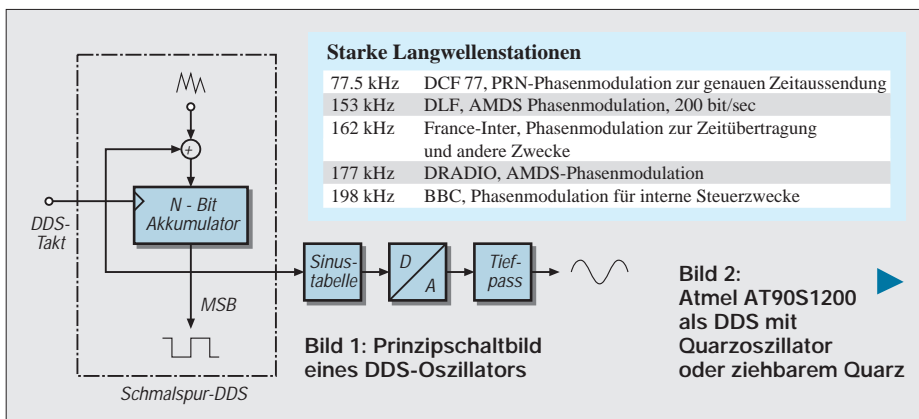 Starke Langwellenstationen
77.5 kHz DCF 77, PRN-Phasenmodulation zur genauen Zeitaussendung
153 kHz DLF, AMDS Phasenmodulation, 200 bit/sec
162 kHz France-Inter, Phasenmodulation zur Zeitübertragung
und andere Zwecke
177 kHz DRADIO, AMDS-Phasenmodulation
198 kHz BBC, Phasenmodulation für interne Steuerzwecke
+
N - Bit
Akkumulator
DDS-
Takt
MSB
Schmalspur-DDS
Sinus-
tabelle
D
A
Tief-
pass
Bild 1: Prinzipschaltbild
eines DDS-Oszillators
Bild 2:
Atmel AT90S1200
als DDS mit
Quarzoszillator
oder ziehbarem Quarz